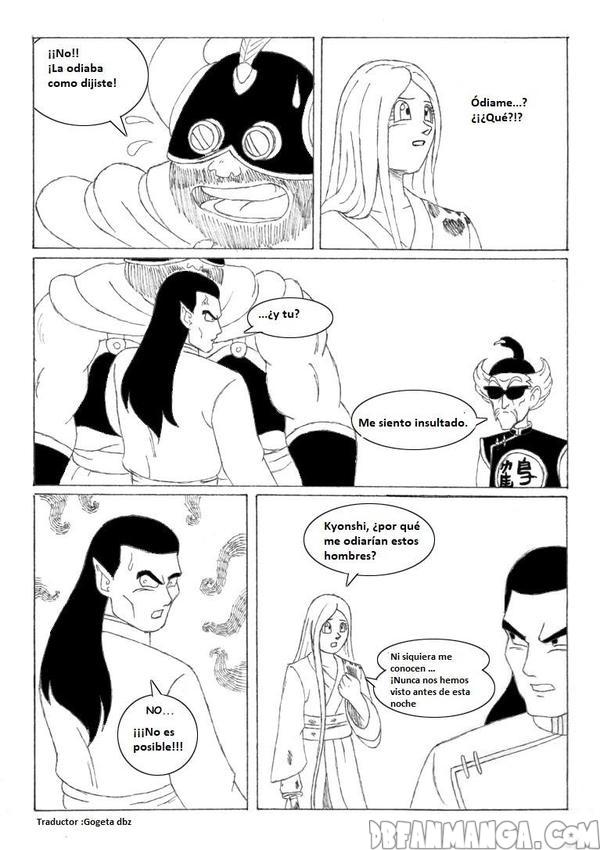 ¡¡No!!
¡La odiaba
como dijiste!
Ódiame...?
¿¡¿Qué?!?
...¿y tu?
Me siento insultado.
NO...
¡¡¡No es
posible!!!
Kyonshi, ¿por qué
me odiarían estos
hombres?
Ni siquiera me
conocen ...
¡Nunca nos hemos
visto antes de esta
noche
Traductor :Gogeta dbz
DBFANMANGA.COM